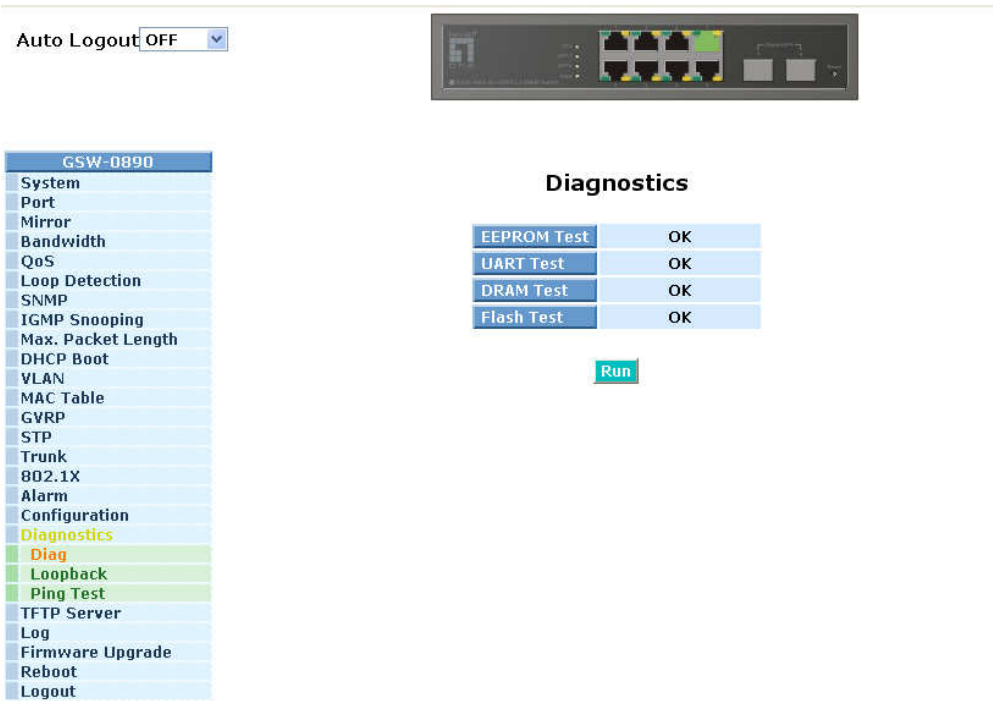 Auto Logout OFF
GSW-0890
System
Port
Mirror
Bandwidth
QoS
Loop Detection
SNMP
IGMP Snooping
Max. Packet Length
DHCP Boot
VLAN
MAC Table
GVRP
STP
Trunk
802.1X
Alarm
Configuration
Diagnostics
Diag
Loopback
Ping Test
TFTP Server
Log
Firmware Upgrade
Reboot
Logout
Diagnostics
EEPROM Test OK
UART Test OK
DRAM Test OK
Flash Test OK
Run